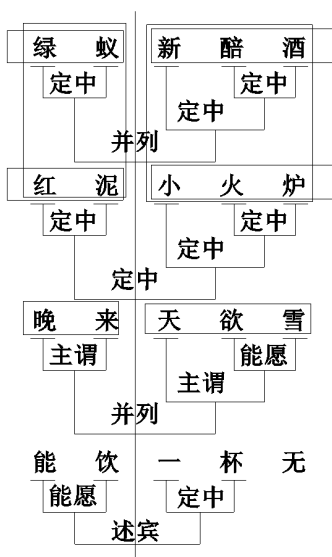 绿 蚁 新 醅 酒
定中 定中
定中
并列
红 泥 小 火 炉
定中 定中
定中
定中
晚 来 天 欲 雪
主谓 能愿
主谓
并列
能 饮 一 杯 无
能愿 定中
述宾